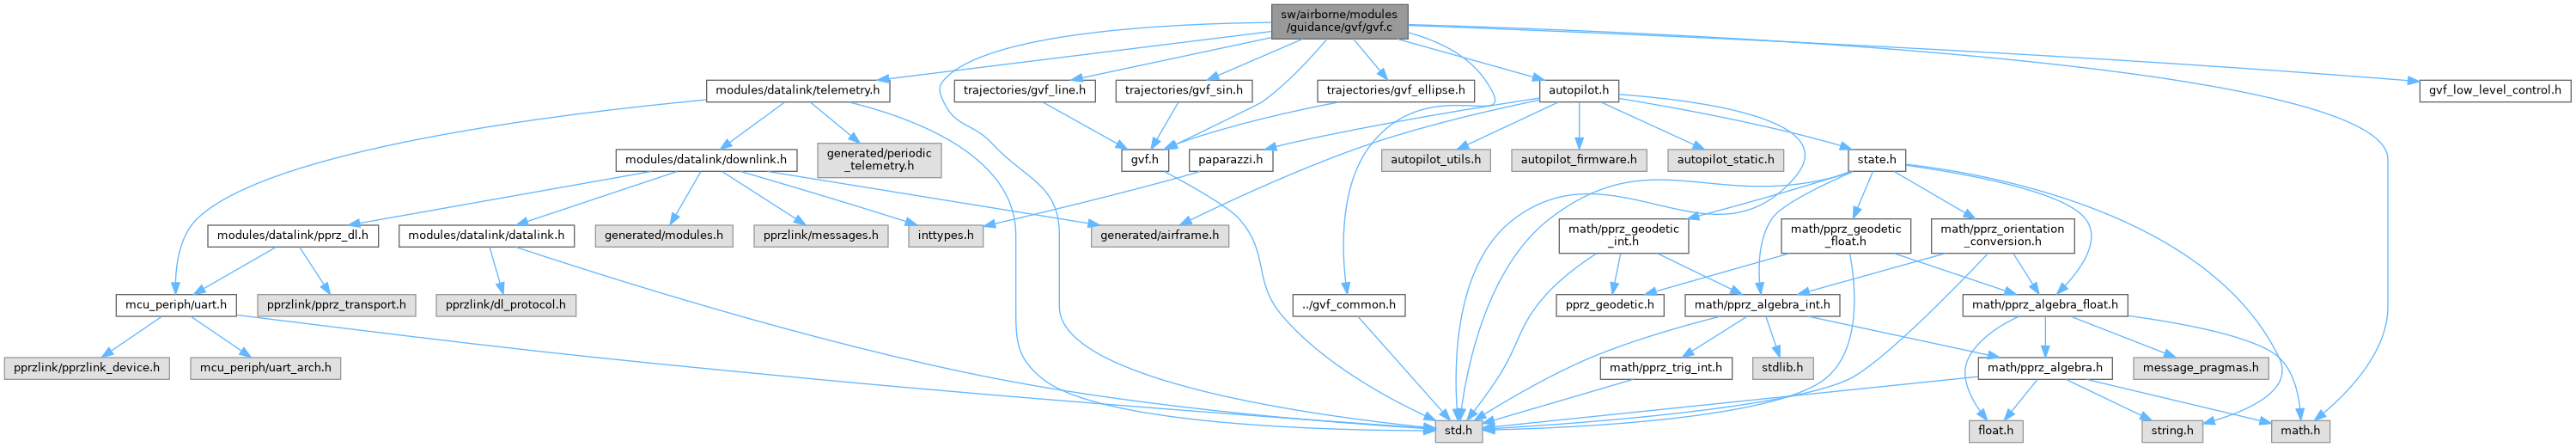 sw/airborne/modules
/guidance/gvf/gvf.c
modules/datalink/telemetry.h
trajectories/gvf_line.h
trajectories/gvf_sin.h
trajectories/gvf_ellipse.h
autopilot.h
gvf_low_level_control.h
modules/datalink/downlink.h
generated/periodic
_telemetry.h
gvf.h
paparazzi.h
autopilot_utils.h
autopilot_firmware.h
autopilot_static.h
state.h
modules/datalink/pprz_dl.h
modules/datalink/datalink.h
generated/modules.h
pprzlink/messages.h
inttypes.h
generated/airframe.h
math/pprz_geodetic
_int.h
math/pprz_geodetic
_float.h
math/pprz_orientation
_conversion.h
mcu_periph/uart.h
pprzlink/pprz_transport.h
pprzlink/dl_protocol.h
../gvf_common.h
pprz_geodetic.h
math/pprz_algebra_int.h
math/pprz_algebra_float.h
pprzlink/pprzlink_device.h
mcu_periph/uart_arch.h
math/pprz_trig_int.h
stdlib.h
math/pprz_algebra.h
message_pragmas.h
std.h
float.h
string.h
math.h